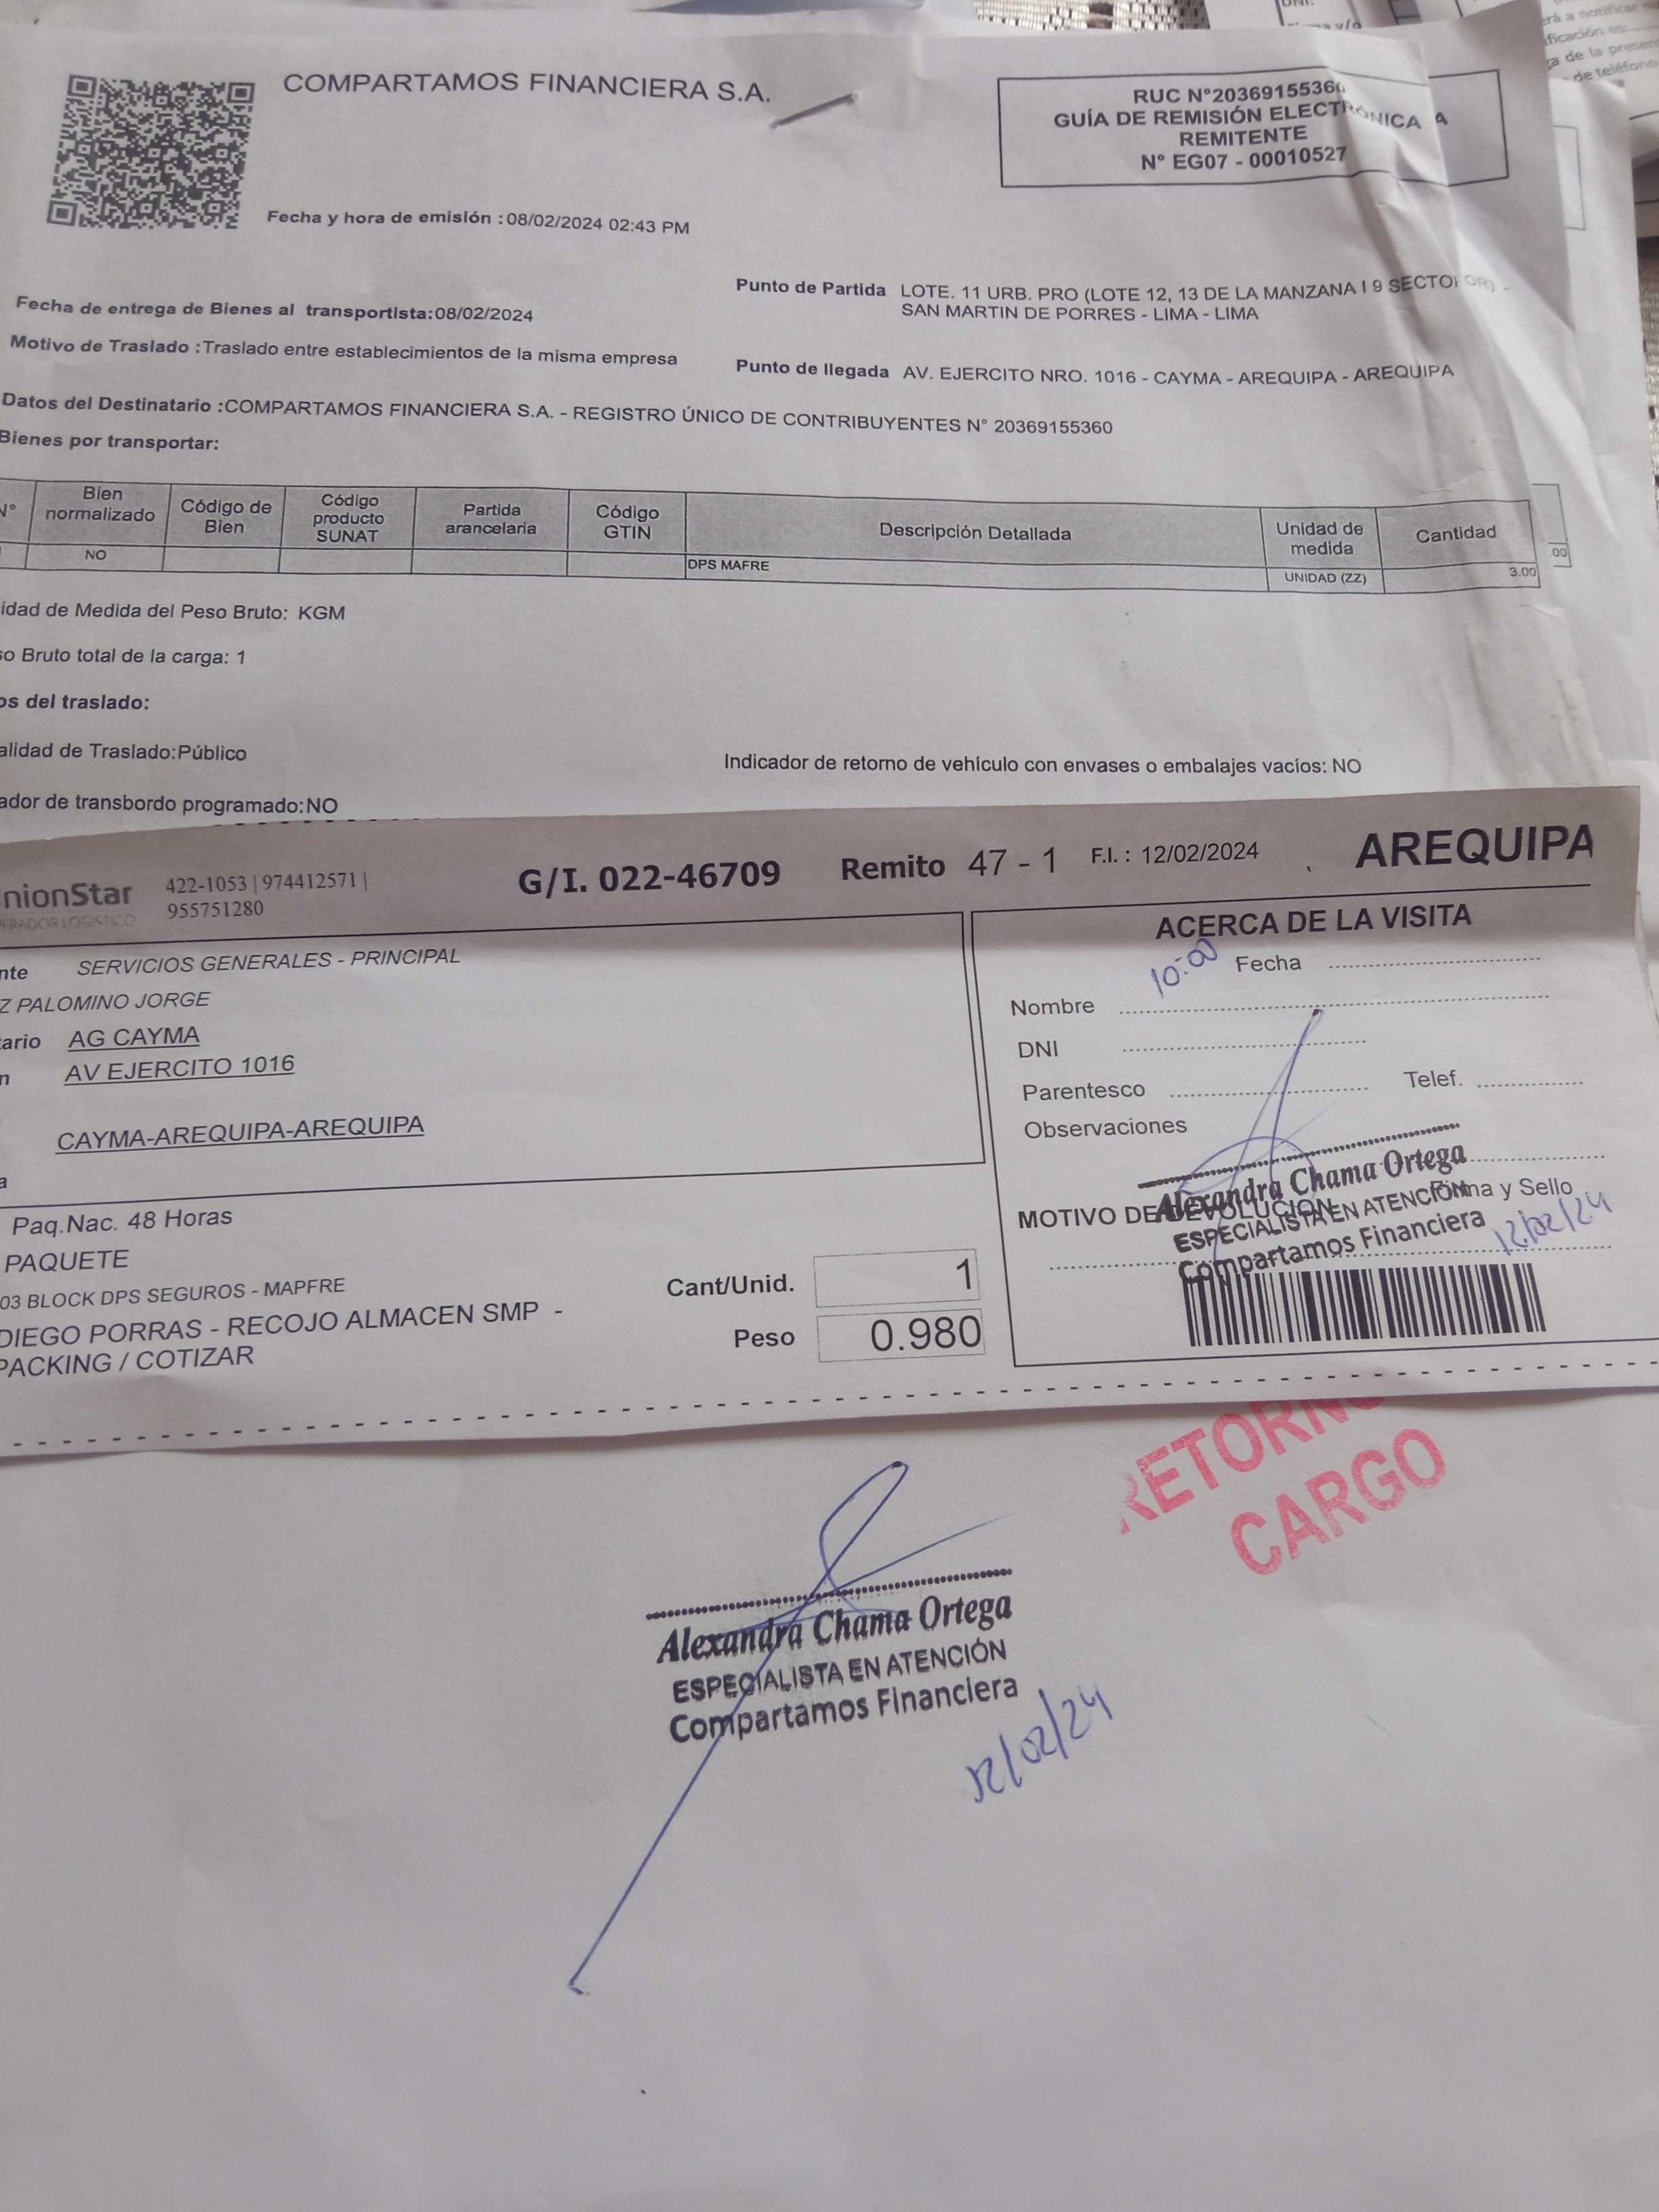 COMPARTAMOS FINANCIERA S.A.
RUC N°20369155360
GUÍA DE REMISIÓN ELECTRÓNICA
REMITENTE
N° EG07 - 00010527
Fecha y hora de emisión : 08/02/2024 02:43 PM
Fecha de entrega de Bienes al transportista:08/02/2024
Punto de Partida LOTE. 11 URB. PRO (LOTE 12, 13 DE LA MANZANA I 9 SECTOR
SAN MARTIN DE PORRES - LIMA - LIMA
Motivo de Traslado :Traslado entre establecimientos de la misma empresa
Punto de llegada AV. EJERCITO NRO. 1016 - CAYMA - AREQUIPA - AREQUIPA
Datos del Destinatario :COMPARTAMOS FINANCIERA S.A. - REGISTRO ÚNICO DE CONTRIBUYENTES N° 20369155360
Bienes por transportar:
N° Bien normalizado Código de Bien Código producto SUNAT Partida arancelaria Código GTIN Descripción Detallada Unidad de medida Cantidad
NO DPS MAFRE UNIDAD (ZZ) 3.00
idad de Medida del Peso Bruto: KGM
so Bruto total de la carga: 1
os del traslado:
alidad de Traslado:Público
Indicador de retorno de vehículo con envases o embalajes vacíos: NO
ador de transbordo programado:NO
nionStar
ERADOR LOGISTICO
422-1053 | 974412571 |
955751280
G/I. 022-46709
Remito 47 - 1
F.I. : 12/02/2024
AREQUIPA
nte SERVICIOS GENERALES - PRINCIPAL
Z PALOMINO JORGE
tario AG CAYMA
n AV EJERCITO 1016
CAYMA-AREQUIPA-AREQUIPA
a
Paq.Nac. 48 Horas
PAQUETE
03 BLOCK DPS SEGUROS - MAPFRE
DIEGO PORRAS - RECOJO ALMACEN SMP -
PACKING / COTIZAR
Cant/Unid. 1
Peso 0.980
ACERCA DE LA VISITA
10:00 Fecha
Nombre
DNI
Parentesco Telef.
Observaciones
Alexandra Chama Ortega
Firma y Sello
MOTIVO DE DEVOLUCION
ESPECIALISTA EN ATENCIÓN
Compartamos Financiera
12/02/24
RETORNO
CARGO
Alexandra Chama Ortega
ESPECIALISTA EN ATENCIÓN
Compartamos Financiera
12/02/24